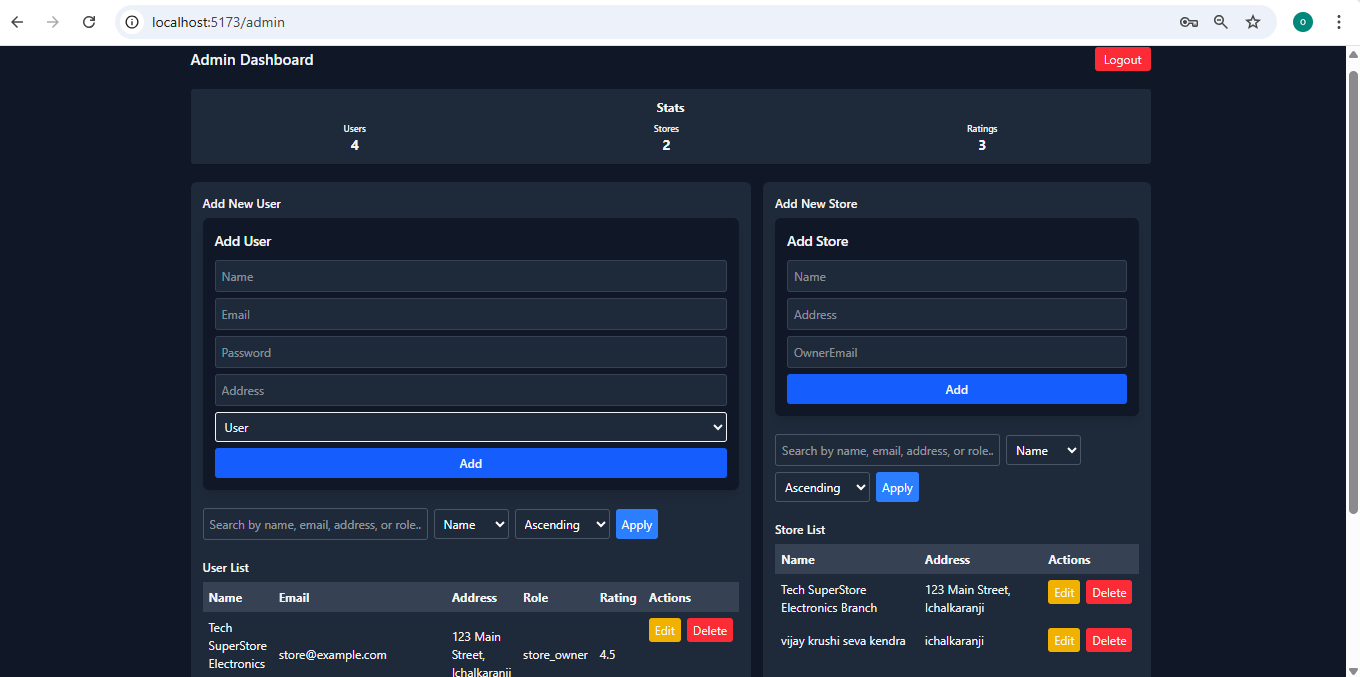 localhost:5173/admin
o
Admin Dashboard
Logout
Stats
Users
Stores
Ratings
4
2
3
Add New User
Add User
Name
Email
Password
Address
User
Add
Search by name, email, address, or role..
Name
Ascending
Apply
User List
Name Email Address Role Rating Actions
Tech
SuperStore
Electronics
store@example.com
123 Main
Street,
Ichalkaranji
store_owner
4.5
Edit
Delete
Add New Store
Add Store
Name
Address
OwnerEmail
Add
Search by name, email, address, or role..
Name
Ascending
Apply
Store List
Name Address Actions
Tech SuperStore
Electronics Branch
123 Main Street,
Ichalkaranji
Edit
Delete
vijay krushi seva kendra
ichalkaranji
Edit
Delete